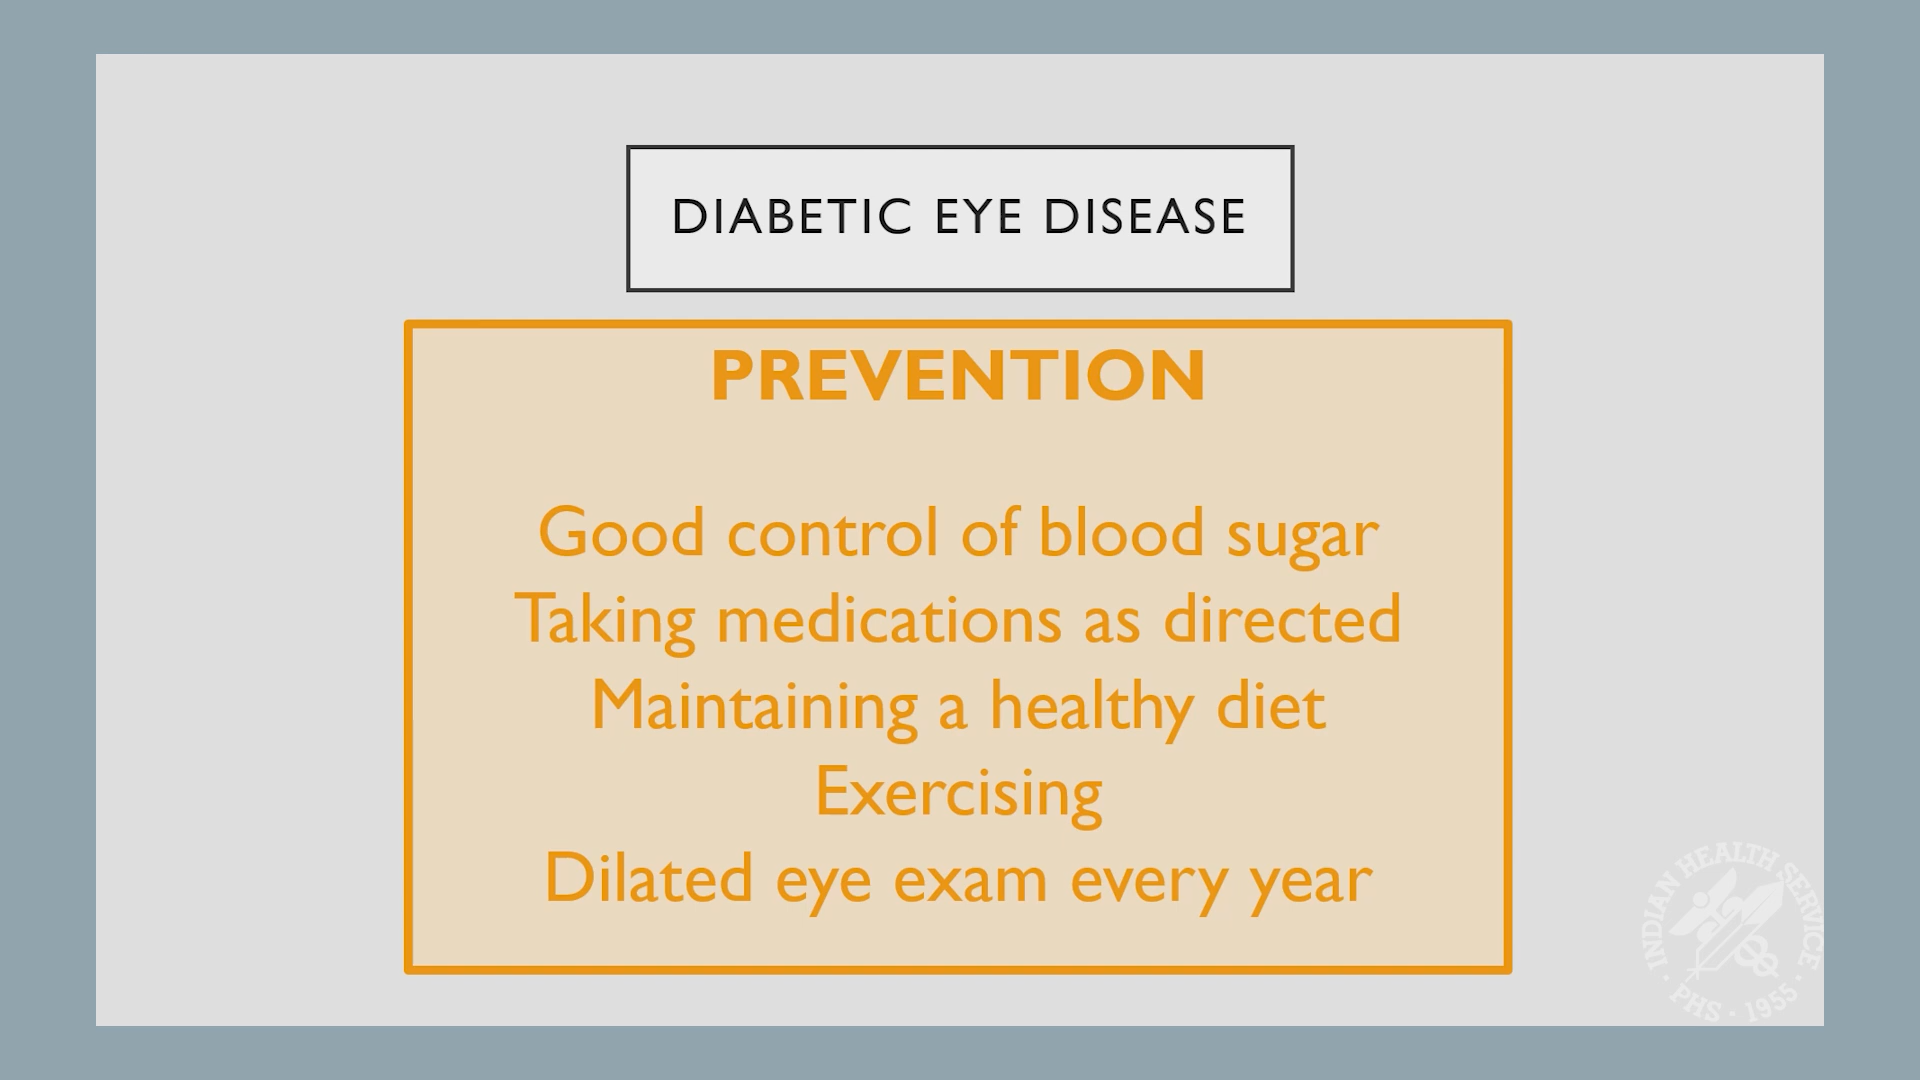 DIABETIC EYE DISEASE
PREVENTION
Good control of blood sugar
Taking medications as directed
Maintaining a healthy diet
Exercising
Dilated eye exam every year
INDIAN HEALTH SERVICE
PHS · 1955